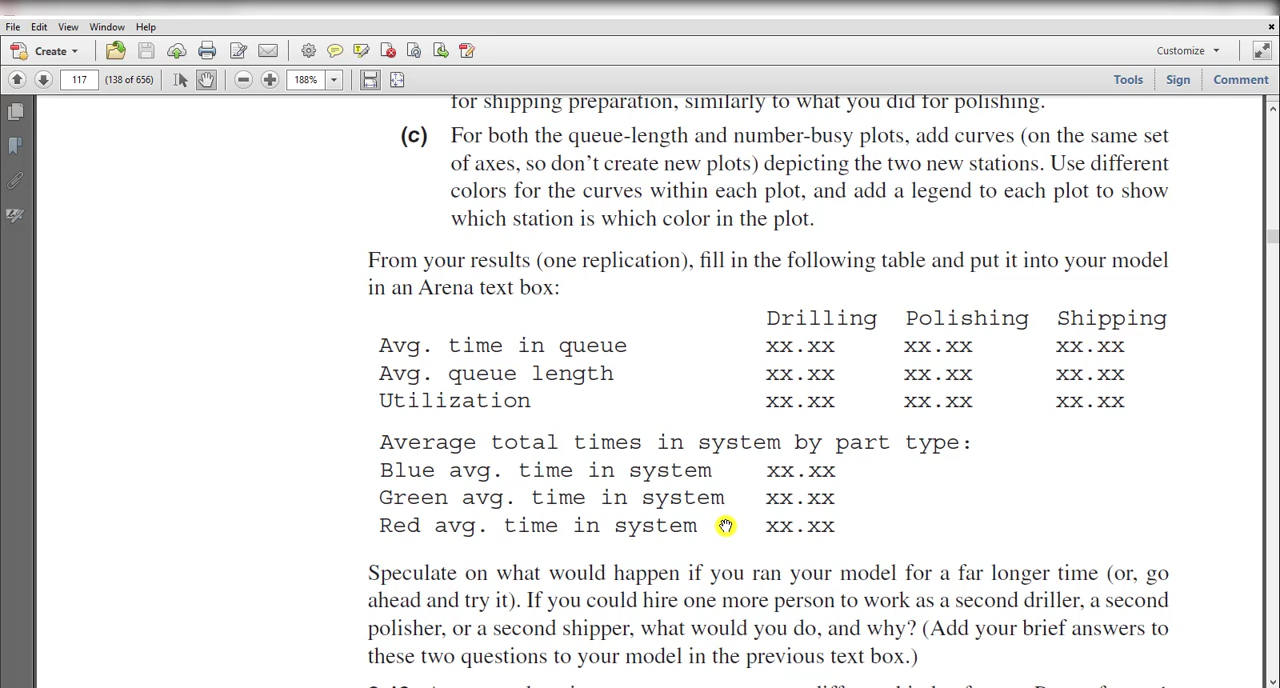 File Edit View Window Help
Create Customize
117 (138 of 656) 188% Tools Sign Comment
for shipping preparation, similarly to what you did for polishing.
(c) For both the queue-length and number-busy plots, add curves (on the same set
of axes, so don't create new plots) depicting the two new stations. Use different
colors for the curves within each plot, and add a legend to each plot to show
which station is which color in the plot.
From your results (one replication), fill in the following table and put it into your model
in an Arena text box:
Drilling Polishing Shipping
Avg. time in queue xx.xx xx.xx xx.xx
Avg. queue length xx.xx xx.xx xx.xx
Utilization xx.xx xx.xx xx.xx
Average total times in system by part type:
Blue avg. time in system xx.xx
Green avg. time in system xx.xx
Red avg. time in system xx.xx
Speculate on what would happen if you ran your model for a far longer time (or, go
ahead and try it). If you could hire one more person to work as a second driller, a second
polisher, or a second shipper, what would you do, and why? (Add your brief answers to
these two questions to your model in the previous text box.)